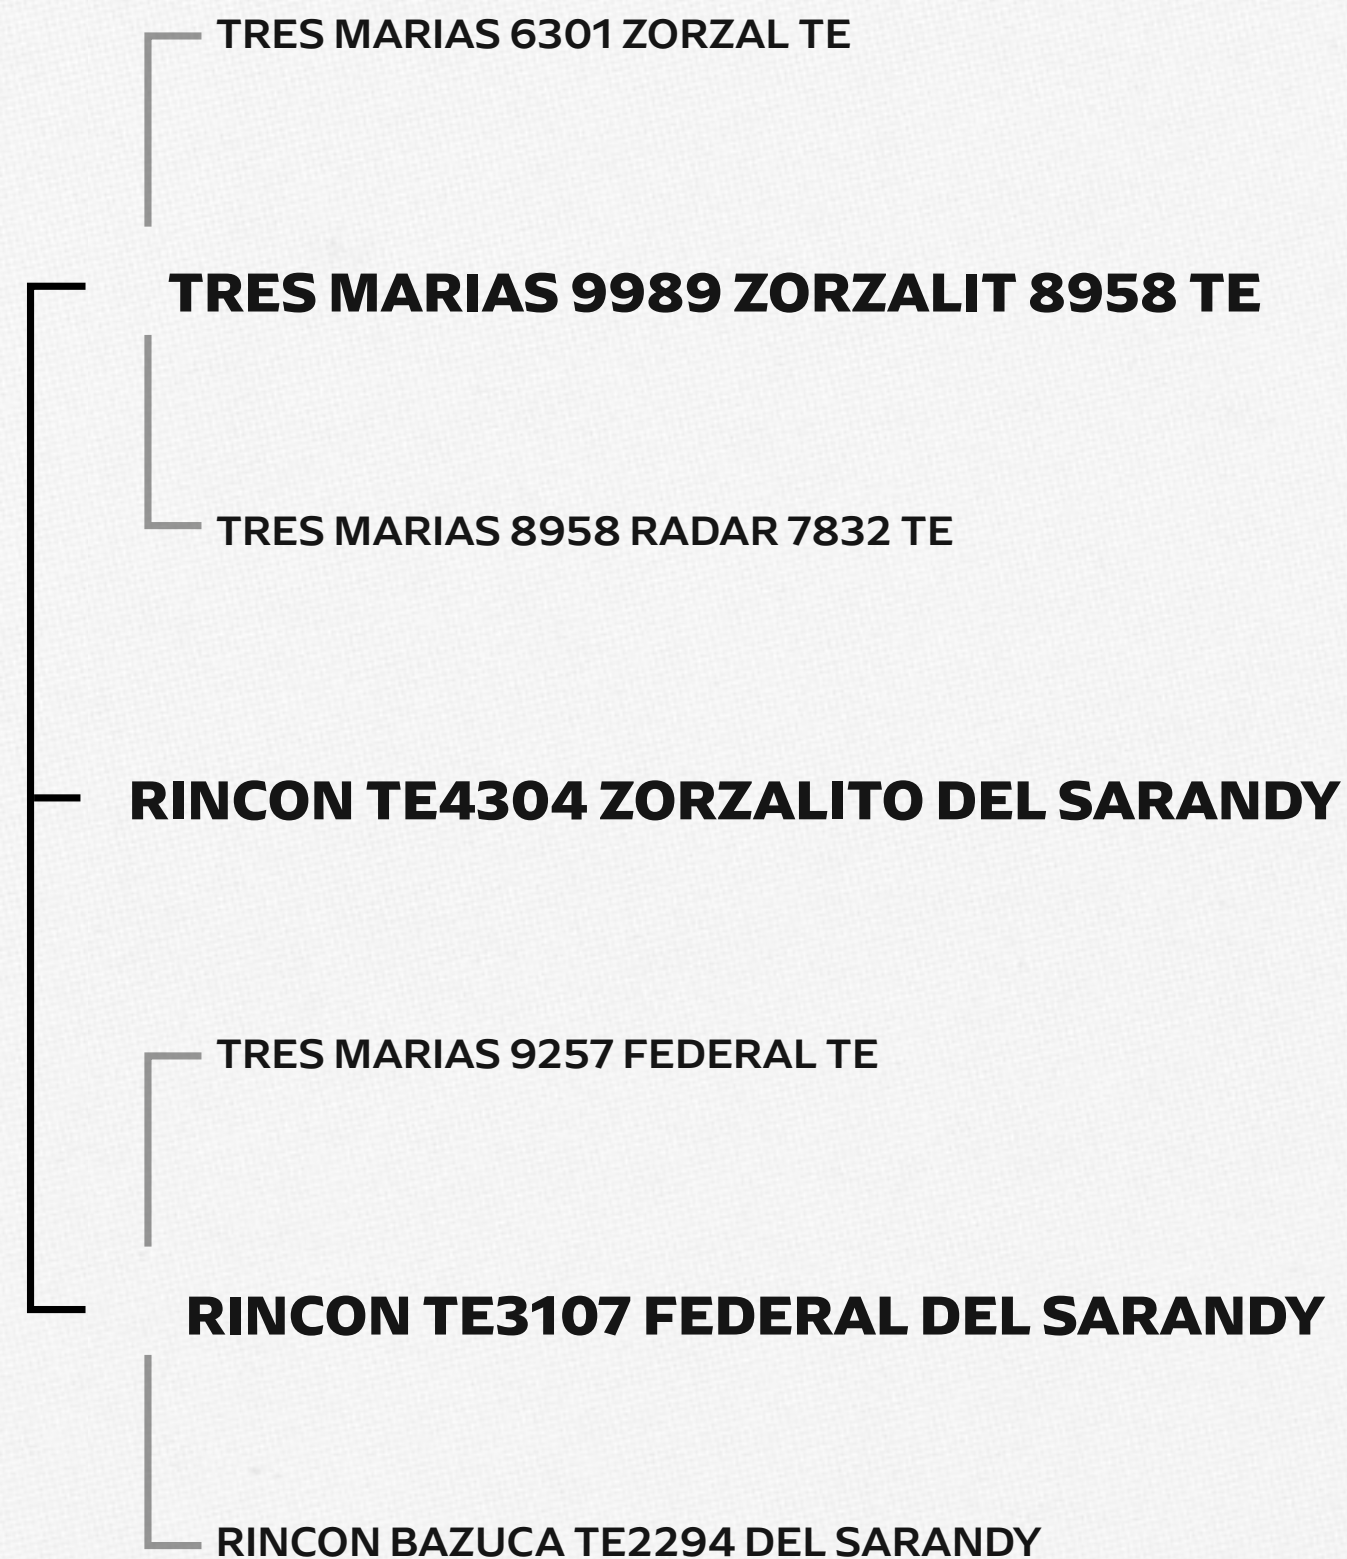 TRES MARIAS 6301 ZORZAL TE
TRES MARIAS 9989 ZORZALIT 8958 TE
TRES MARIAS 8958 RADAR 7832 TE
RINCON TE4304 ZORZALITO DEL SARANDY
TRES MARIAS 9257 FEDERAL TE
RINCON TE3107 FEDERAL DEL SARANDY
RINCON BAZUCA TE2294 DEL SARANDY